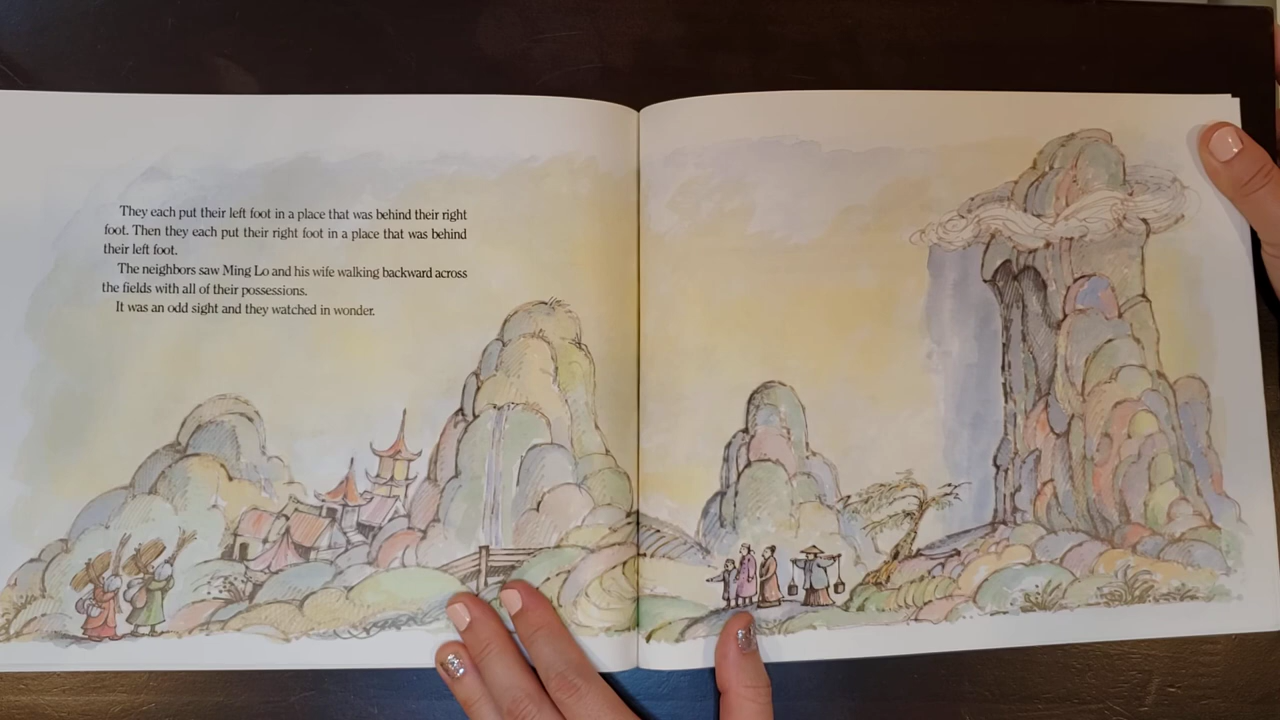 They each put their left foot in a place that was behind their right
foot. Then they each put their right foot in a place that was behind
their left foot.
The neighbors saw Ming Lo and his wife walking backward across
the fields with all of their possessions.
It was an odd sight and they watched in wonder.